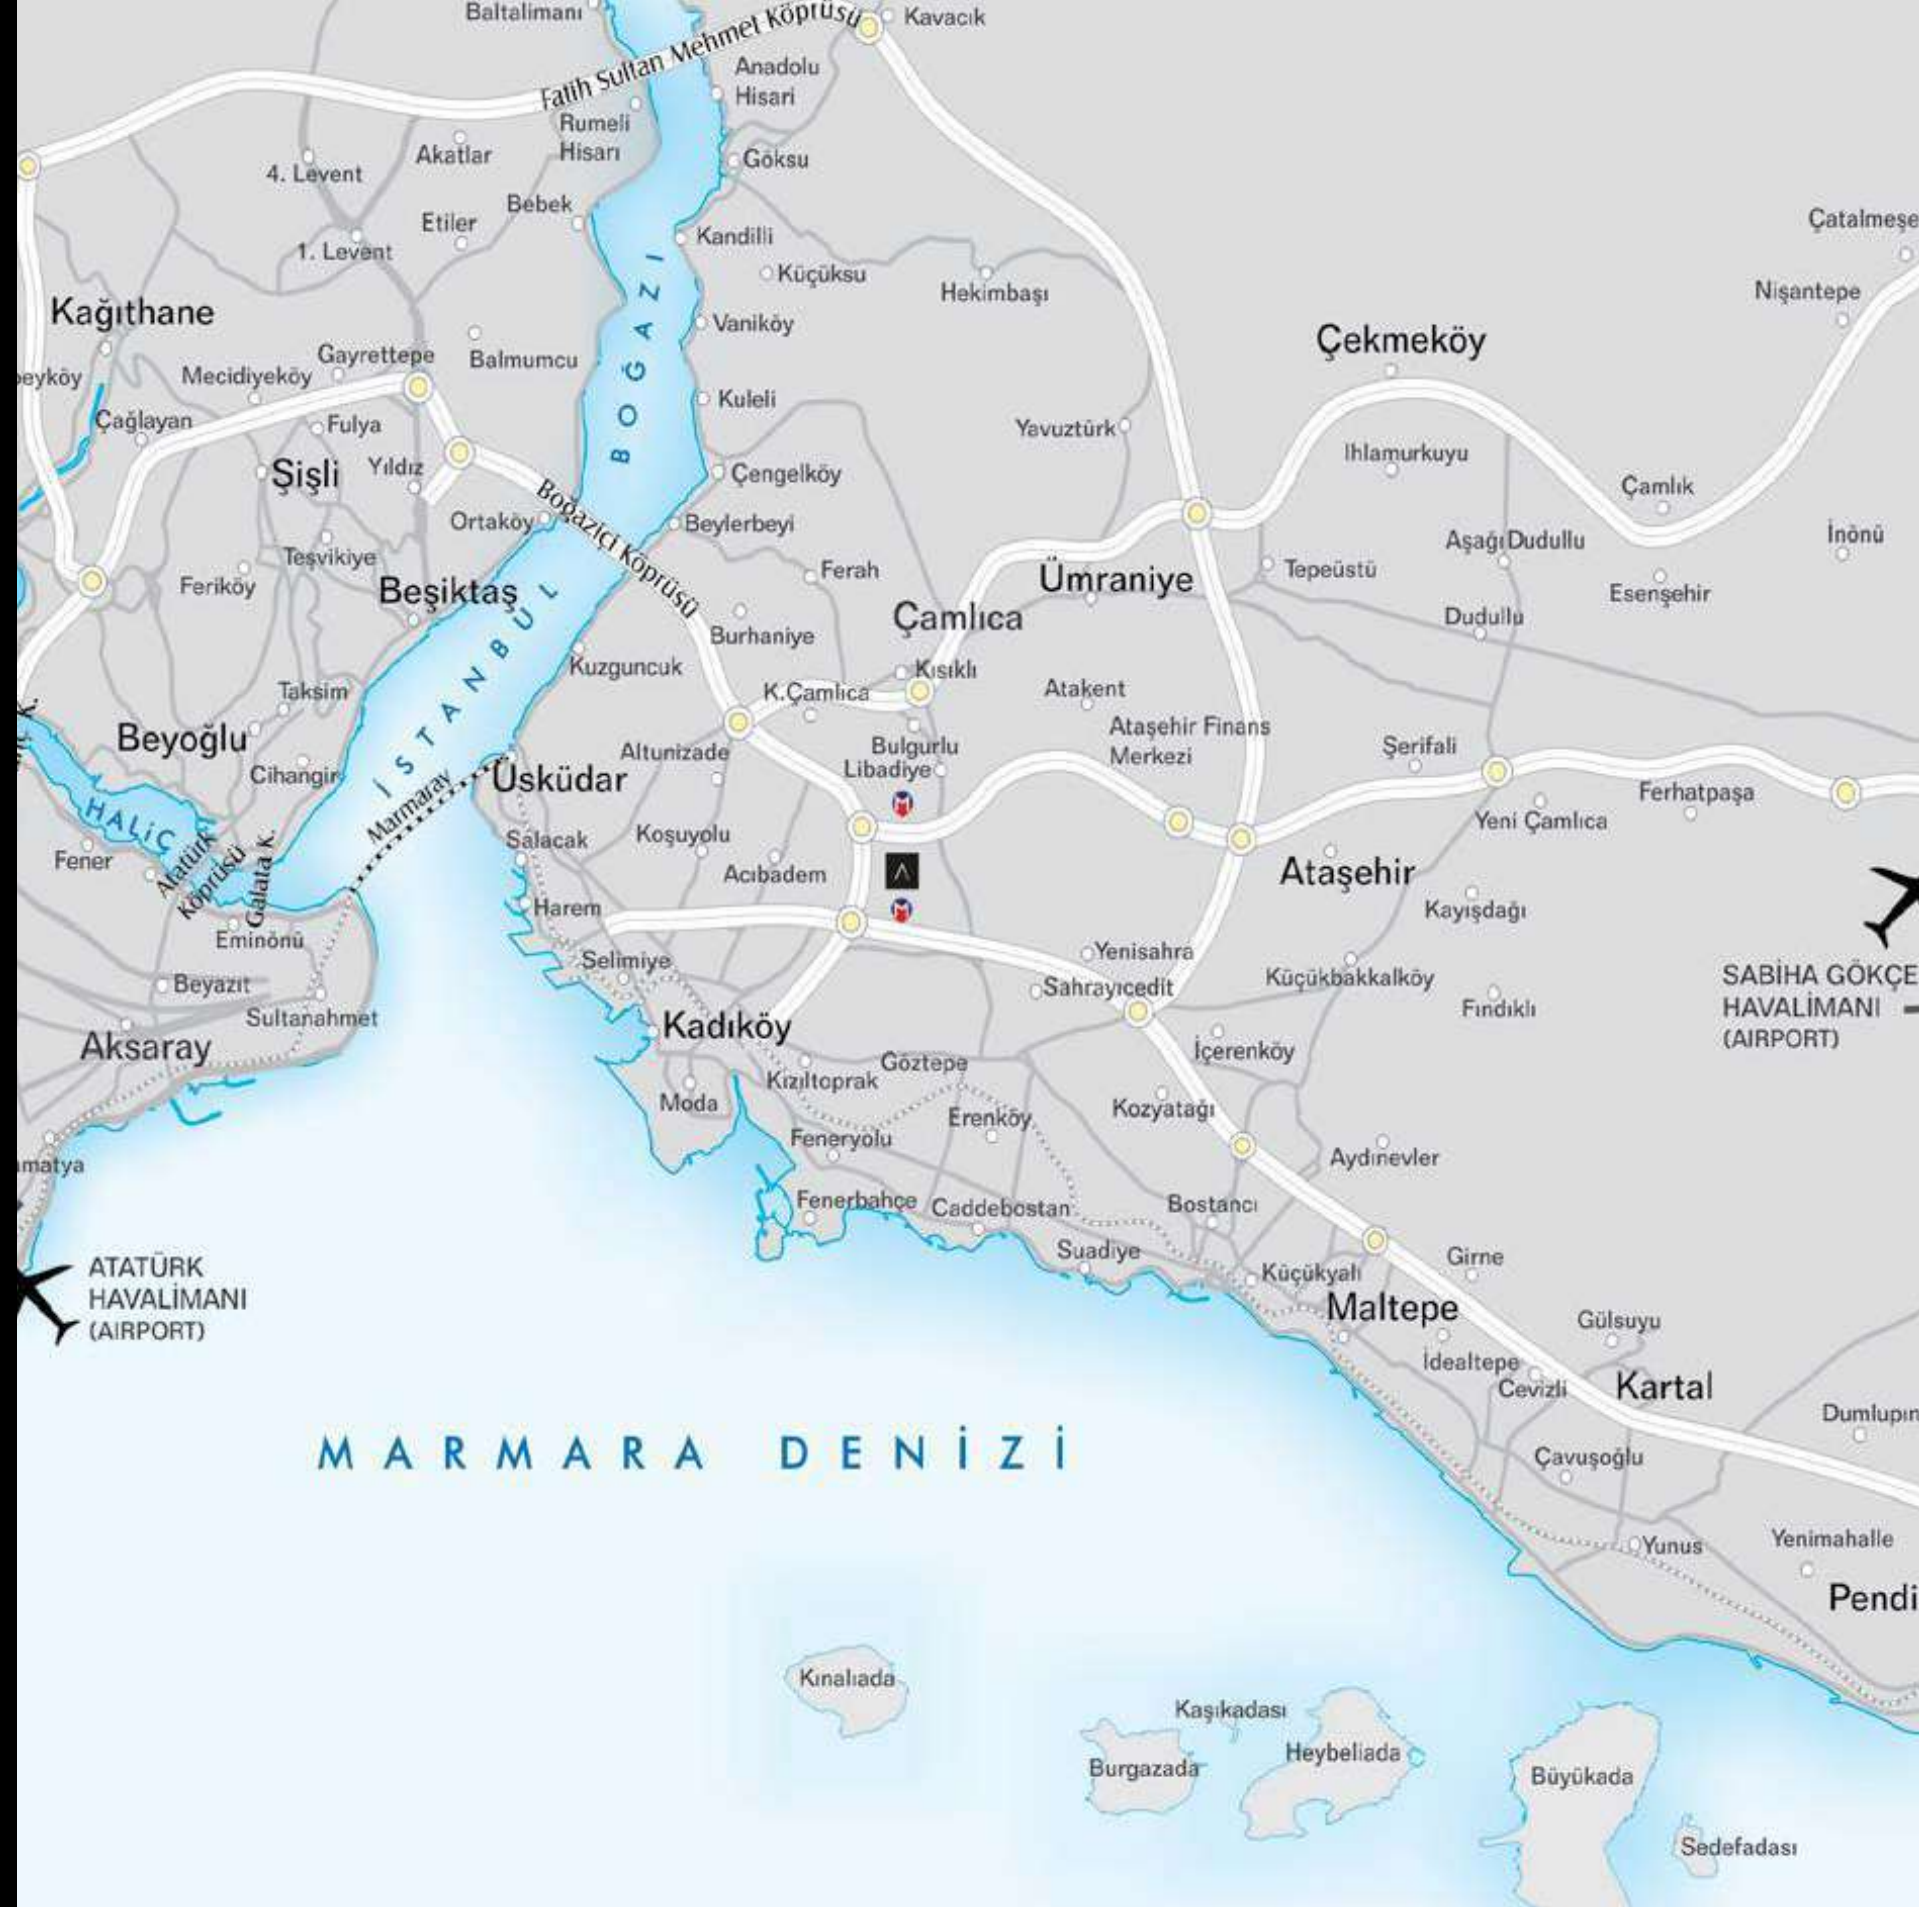 Baltalimanı
Fatih Sultan Mehmet Köprüsü
Kavacık
Anadolu
Hisari
Rumeli
Hisarı
Akatlar
4. Levent
Göksu
Bebek
Etiler
1. Levent
Kandilli
Küçüksu
Hekimbaşı
Çatalmeşe
Nişantepe
Kağıthane
Vaniköy
BOĞAZI
Çekmeköy
Gayrettepe
Balmumcu
Mecidiyeköy
eyköy
Kuleli
Çağlayan
Fulya
Yavuztürk
Ihlamurkuyu
Şişli
Yıldız
Çengelköy
Çamlık
Boğaziçi Köprüsü
Ortaköy
Beylerbeyi
İnönü
Aşağı Dudullu
Teşvikiye
Ferah
Tepeüstü
Ümraniye
Feriköy
Beşiktaş
Esenşehir
Çamlıca
Dudullu
Burhaniye
İSTANBUL
Kuzguncuk
Kısıklı
K.Çamlıca
Atakent
Taksim
K.
Beyoğlu
Ataşehir Finans
Merkezi
Altunizade
Bulgurlu
Libadiye
Şerifali
Cihangir
Üsküdar
Marmaray
Ferhatpaşa
HALİÇ
Yeni Çamlıca
Salacak
Koşuyolu
Fener
Atatürk
Köprüsü
Galata K.
Acıbadem
Ataşehir
Harem
Kayışdağı
Eminönü
Yenisahra
Selimiye
Küçükbakkalköy
SABİHA GÖKÇE
HAVALİMANI
(AIRPORT)
Beyazıt
Sahrayıcedit
Fındıklı
Sultanahmet
Kadıköy
Aksaray
İçerenköy
Göztepe
Kızıltoprak
Moda
Kozyatağı
Erenköy
Feneryolu
Aydınevler
matya
Fenerbahçe
Caddebostan
Bostancı
Suadiye
Girne
ATATÜRK
HAVALİMANI
(AIRPORT)
Küçükyalı
Maltepe
Gülsuyu
İdealtepe
Cevizli
Kartal
Dumlupın
MARMARA DENİZİ
Çavuşoğlu
Yunus
Yenimahalle
Pendi
Kınalıada
Kaşıkadası
Burgazada
Heybeliada
Büyükada
Sedefadası